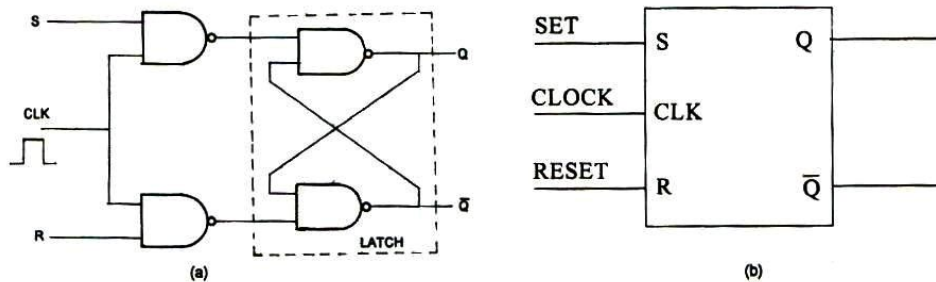 S
Q
CLK
R
Q̅
LATCH
(a)
SET
S
Q
CLOCK
CLK
RESET
R
Q̅
(b)